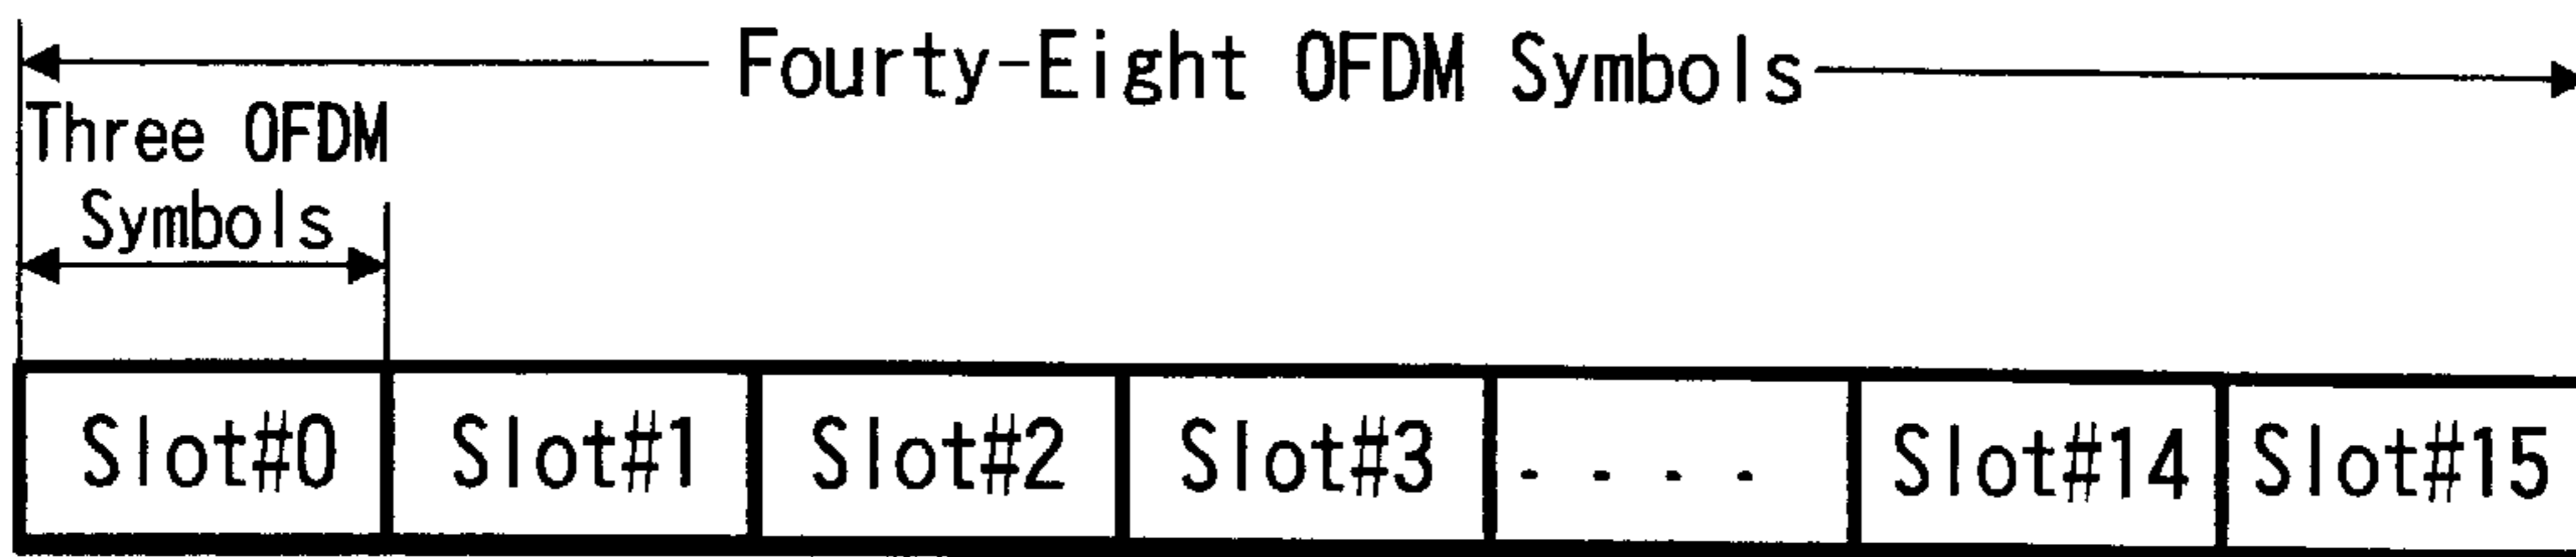 Fourty-Eight OFDM Symbols
Three OFDM
Symbols
Slot#0 Slot#1 Slot#2 Slot#3 . . . . Slot#14 Slot#15